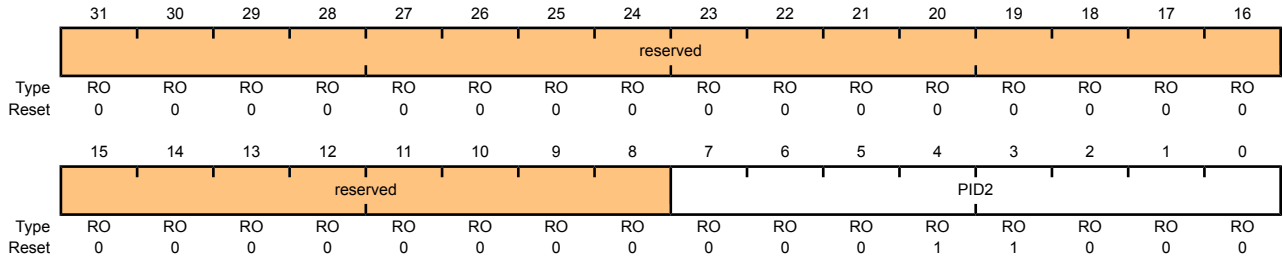 31 30 29 28 27 26 25 24 23 22 21 20 19 18 17 16
reserved
Type RO RO RO RO RO RO RO RO RO RO RO RO RO RO RO RO
Reset 0 0 0 0 0 0 0 0 0 0 0 0 0 0 0 0
15 14 13 12 11 10 9 8 7 6 5 4 3 2 1 0
reserved PID2
Type RO RO RO RO RO RO RO RO RO RO RO RO RO RO RO RO
Reset 0 0 0 0 0 0 0 0 0 0 0 1 1 0 0 0